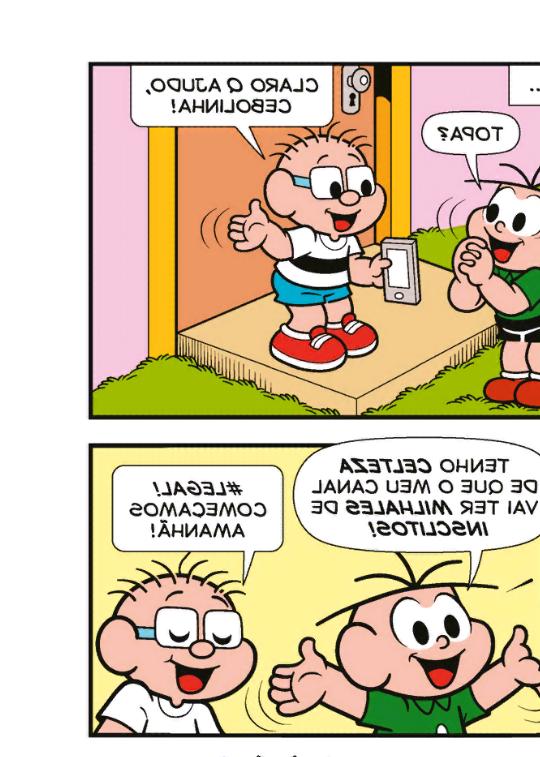 ..
TOPA?
CLARO Q AJUDO,
CEBOLINHA!
TENHO CELTEZA
DE QUE O MEU CANAL
VAI TER MILHALES DE
INSCLITOS!
#LEGAL!
COMEÇAMOS
AMANHÃ!